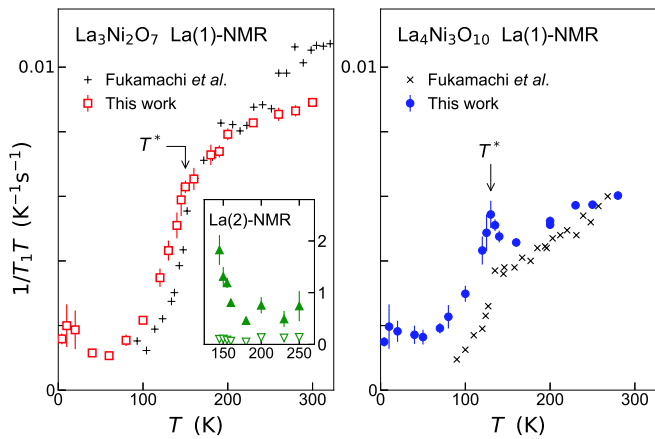 La₃Ni₂O₇ La(1)-NMR
0.01
+ Fukamachi et al.
This work
T*
1/T₁T (K⁻¹s⁻¹)
La(2)-NMR
2
1
0
150 200 250
0
0 100 200 300
T (K)
La₄Ni₃O₁₀ La(1)-NMR
0.01
× Fukamachi et al.
This work
T*
0
0 100 200 300
T (K)